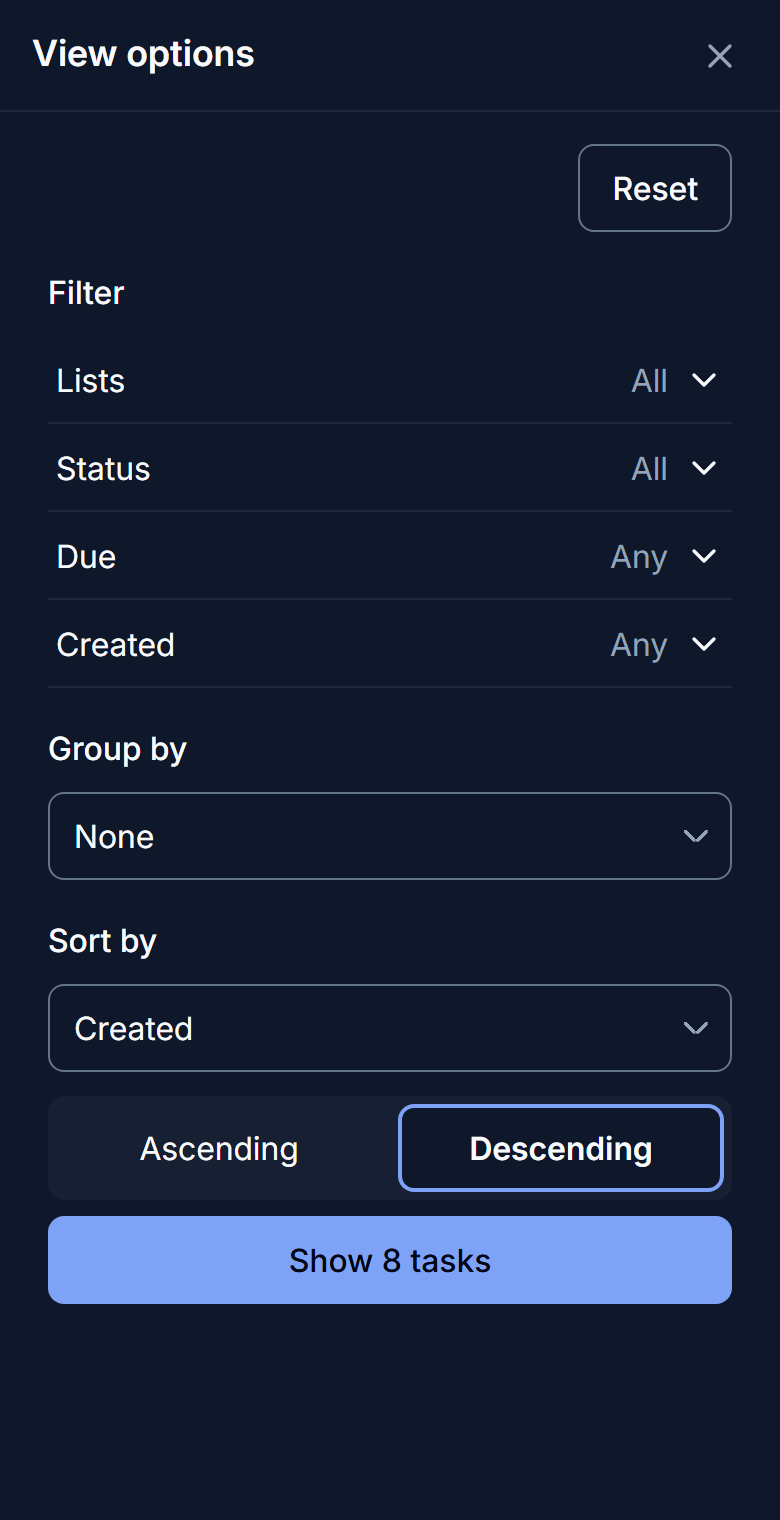 View options
Reset
Filter
Lists All
Status All
Due Any
Created Any
Group by
None
Sort by
Created
Ascending Descending
Show 8 tasks